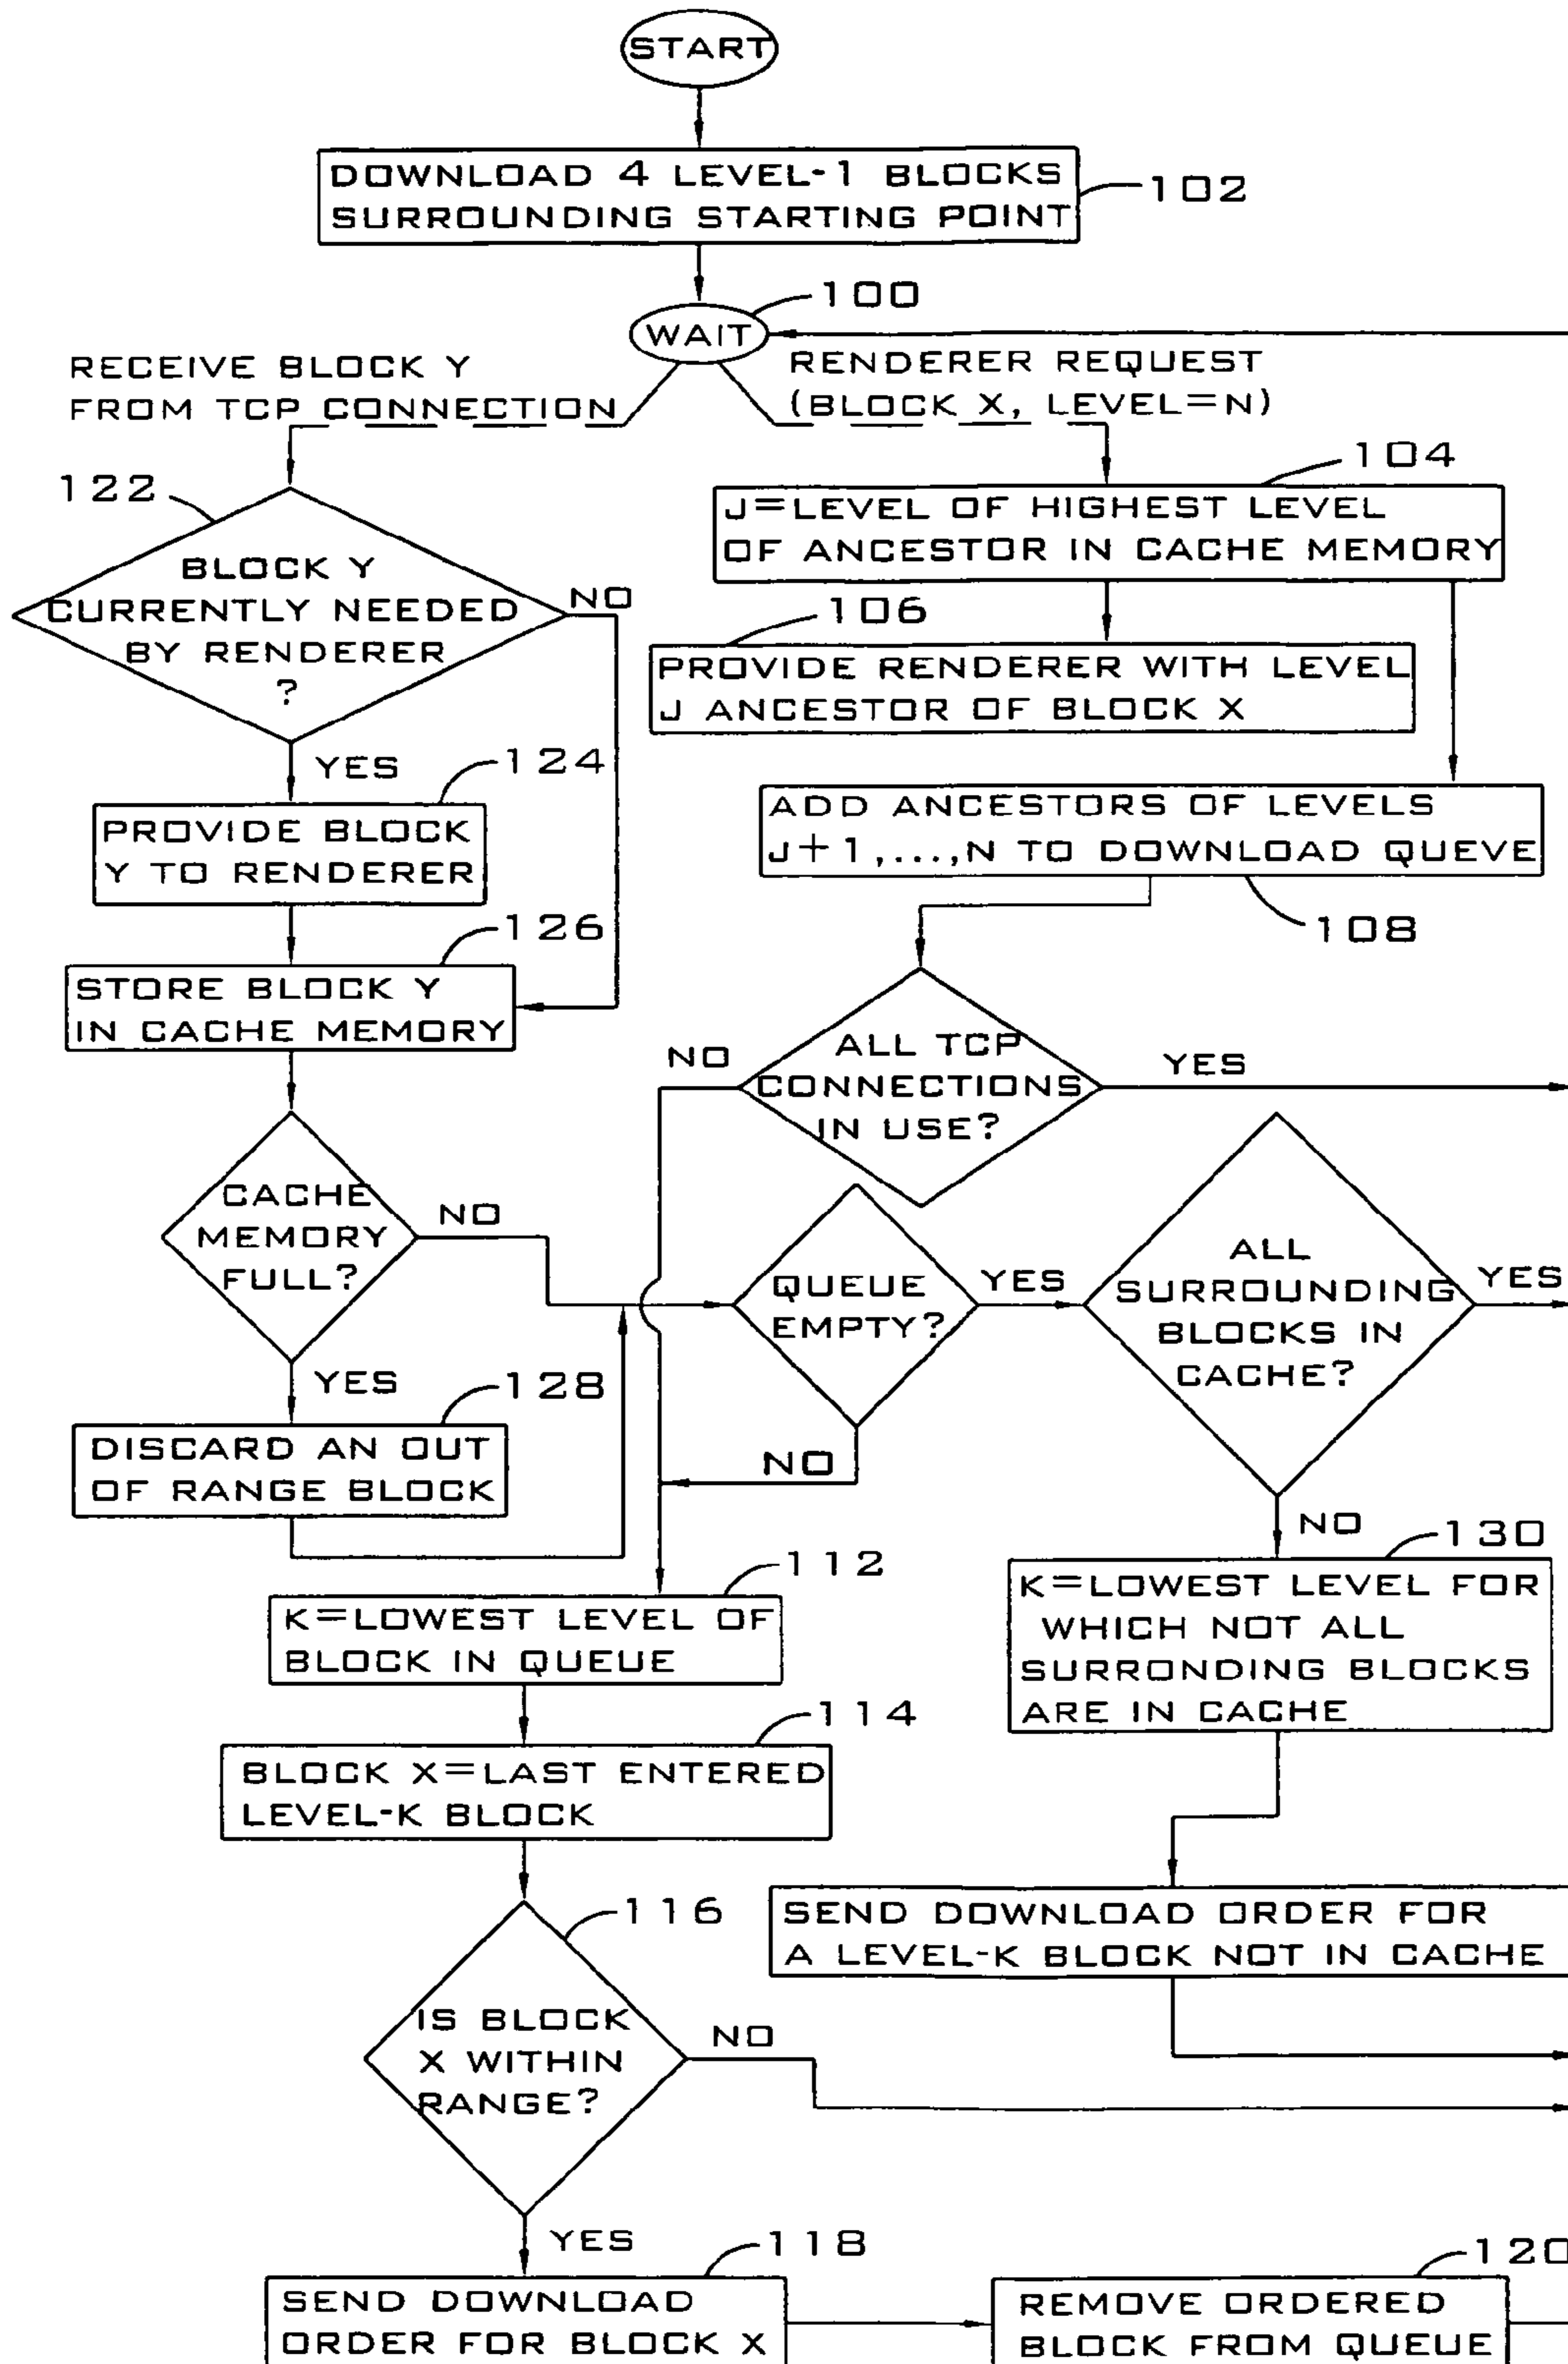 START
DOWNLOAD 4 LEVEL-1 BLOCKS
SURROUNDING STARTING POINT
102
100
WAIT
RECEIVE BLOCK Y
FROM TCP CONNECTION
RENDERER REQUEST
(BLOCK X, LEVEL=N)
122
BLOCK Y
CURRENTLY NEEDED
BY RENDERER
?
NO
104
J=LEVEL OF HIGHEST LEVEL
OF ANCESTOR IN CACHE MEMORY
106
PROVIDE RENDERER WITH LEVEL
J ANCESTOR OF BLOCK X
YES
124
PROVIDE BLOCK
Y TO RENDERER
ADD ANCESTORS OF LEVELS
J+1,...,N TO DOWNLOAD QUEVE
108
126
STORE BLOCK Y
IN CACHE MEMORY
NO
ALL TCP
CONNECTIONS
IN USE?
YES
CACHE
MEMORY
FULL?
NO
QUEUE
EMPTY?
YES
ALL
SURROUNDING
BLOCKS IN
CACHE?
YES
YES
128
DISCARD AN OUT
OF RANGE BLOCK
NO
NO
130
112
K=LOWEST LEVEL OF
BLOCK IN QUEUE
K=LOWEST LEVEL FOR
WHICH NOT ALL
SURRONDING BLOCKS
ARE IN CACHE
114
BLOCK X=LAST ENTERED
LEVEL-K BLOCK
116
SEND DOWNLOAD ORDER FOR
A LEVEL-K BLOCK NOT IN CACHE
IS BLOCK
X WITHIN
RANGE?
NO
YES
118
SEND DOWNLOAD
ORDER FOR BLOCK X
120
REMOVE ORDERED
BLOCK FROM QUEUE